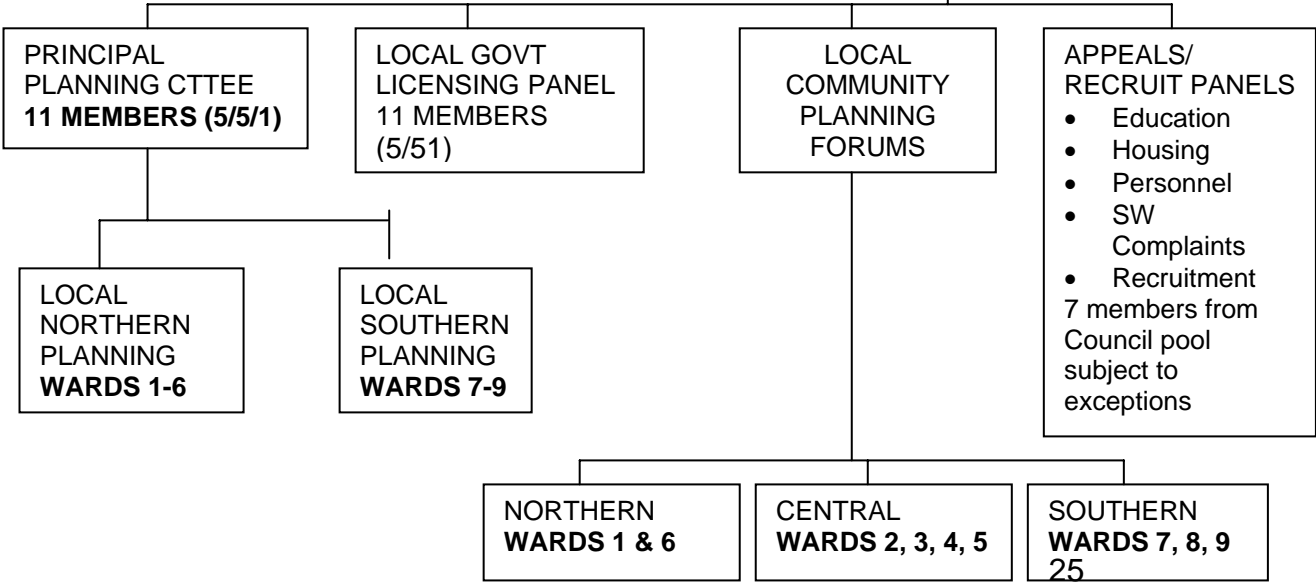 PRINCIPAL
PLANNING CTTEE
11 MEMBERS (5/5/1)
LOCAL GOVT
LICENSING PANEL
11 MEMBERS
(5/51)
LOCAL
COMMUNITY
PLANNING
FORUMS
APPEALS/
RECRUIT PANELS
• Education
• Housing
• Personnel
• SW
Complaints
• Recruitment
7 members from
Council pool
subject to
exceptions
LOCAL
NORTHERN
PLANNING
WARDS 1-6
LOCAL
SOUTHERN
PLANNING
WARDS 7-9
NORTHERN
WARDS 1 & 6
CENTRAL
WARDS 2, 3, 4, 5
SOUTHERN
WARDS 7, 8, 9
25